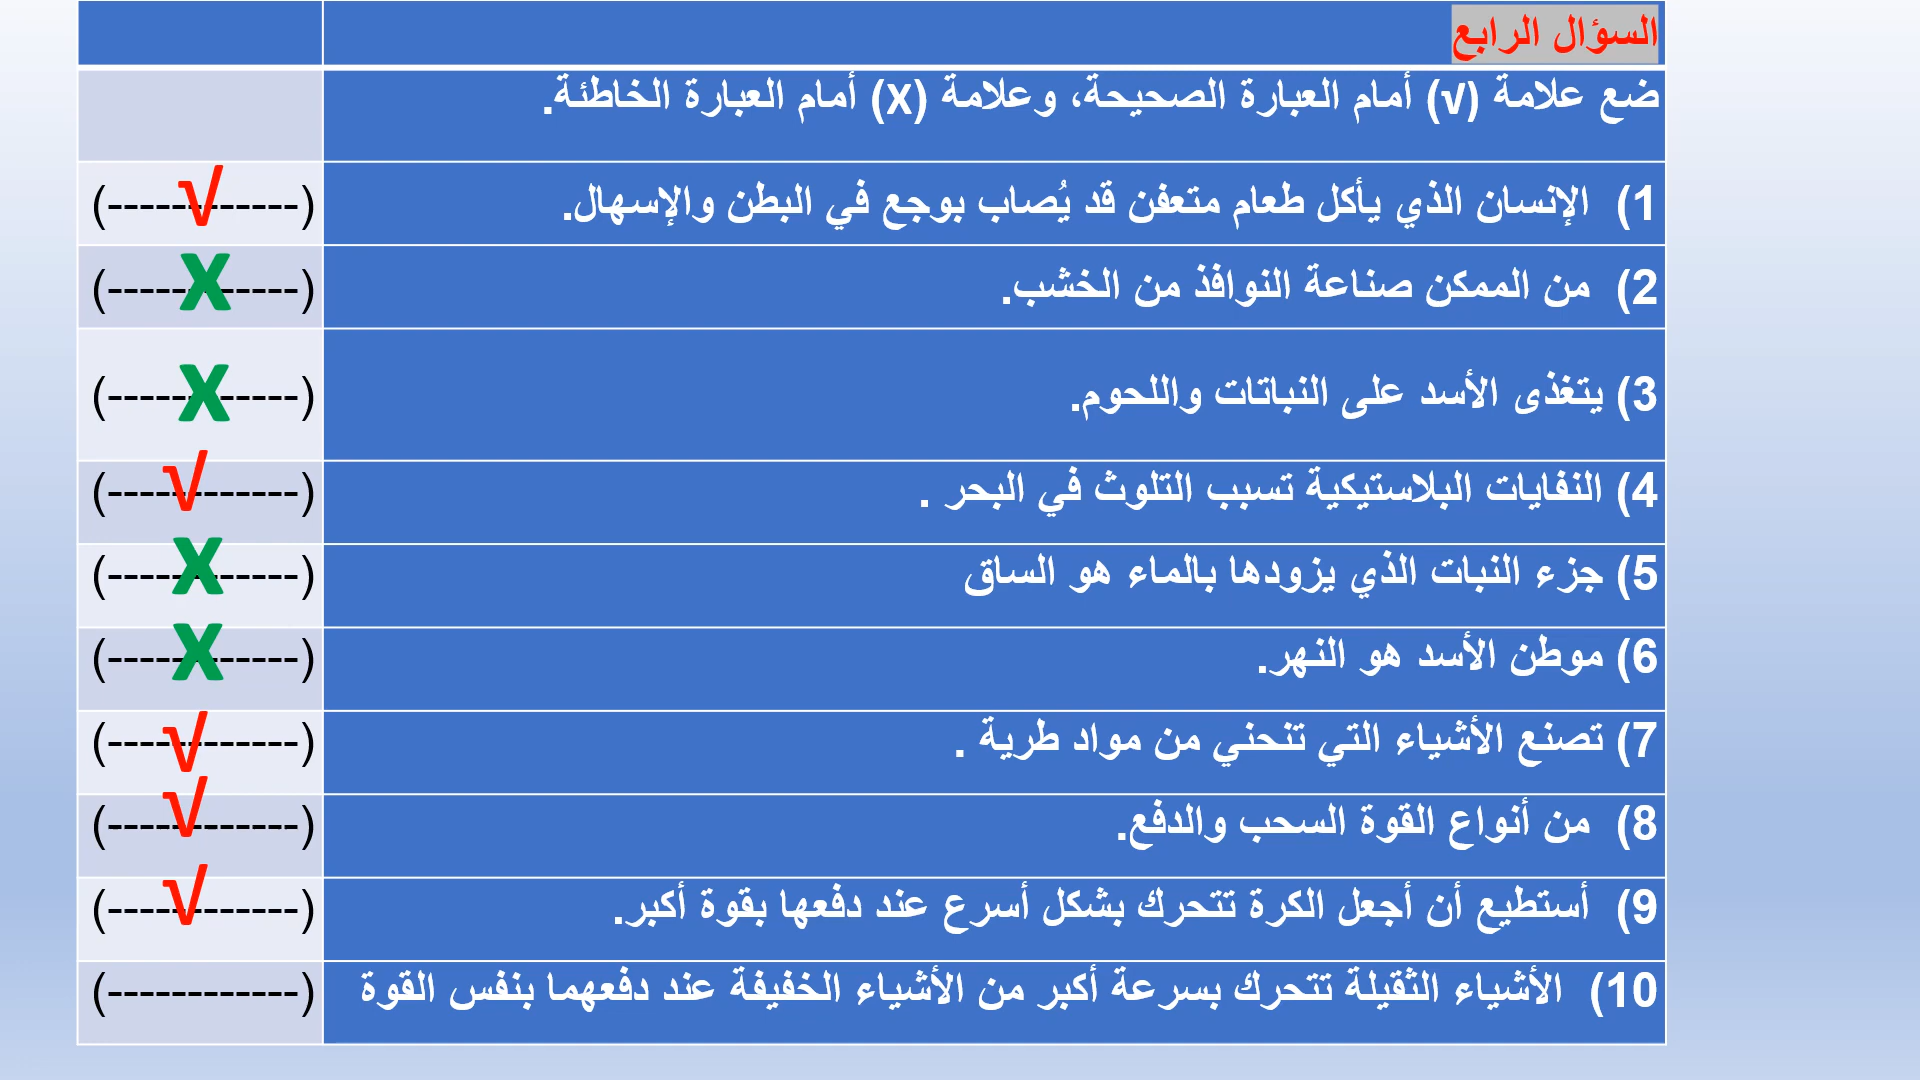 السؤال الرابع
ضع علامة (v) أمام العبارة الصحيحة، وعلامة (x) أمام العبارة الخاطئة.
1) الإنسان الذي يأكل طعام متعفن قد يُصاب بوجع في البطن والإسهال. (------------) √
2) من الممكن صناعة النوافذ من الخشب. (------------) X
3) يتغذى الأسد على النباتات واللحوم. (------------) X
4) النفايات البلاستيكية تسبب التلوث في البحر . (------------) √
5) جزء النبات الذي يزودها بالماء هو الساق (------------) X
6) موطن الأسد هو النهر. (------------) X
7) تصنع الأشياء التي تنحني من مواد طرية . (------------) √
8) من أنواع القوة السحب والدفع. (------------) √
9) أستطيع أن أجعل الكرة تتحرك بشكل أسرع عند دفعها بقوة أكبر. (------------) √
10) الأشياء الثقيلة تتحرك بسرعة أكبر من الأشياء الخفيفة عند دفعهما بنفس القوة (------------)